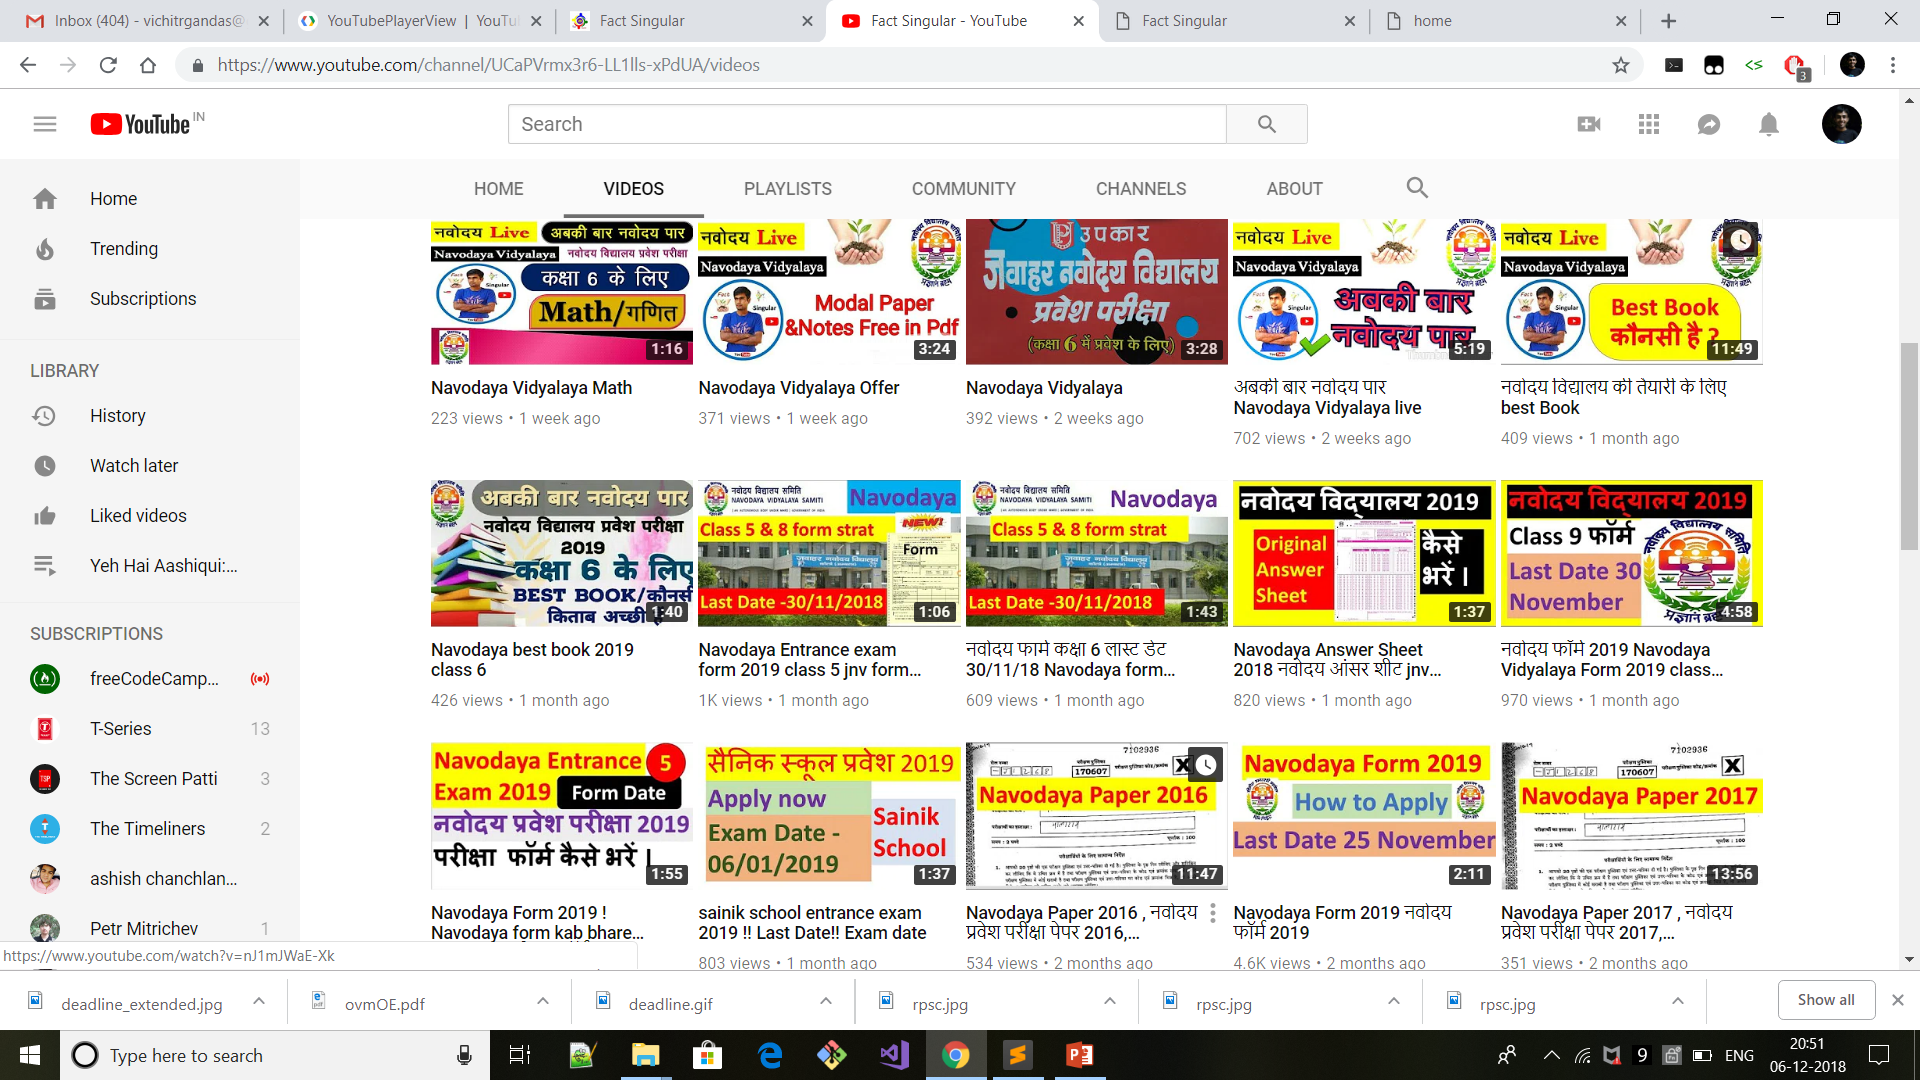 Inbox (404) - vichitrgandas@
YouTubePlayerView | YouTu
Fact Singular
Fact Singular - YouTube
Fact Singular
home
https://www.youtube.com/channel/UCaPVrmx3r6-LL1lls-xPdUA/videos
3
YouTube IN
Search
HOME
VIDEOS
PLAYLISTS
COMMUNITY
CHANNELS
ABOUT
Home
Trending
Subscriptions
LIBRARY
History
Watch later
Liked videos
Yeh Hai Aashiqui:...
SUBSCRIPTIONS
freeCodeCamp...
T-Series 13
The Screen Patti 3
The Timeliners 2
ashish chanchlan...
Petr Mitrichev 1
नवोदय Live अबकी बार नवोदय पार
Navodaya Vidyalaya नवोदय विद्यालय प्रवेश परीक्षा
कक्षा 6 के लिए
Math/गणित
1:16
Navodaya Vidyalaya Math
223 views • 1 week ago
नवोदय Live
Navodaya Vidyalaya
Modal Paper
&Notes Free in Pdf
3:24
Navodaya Vidyalaya Offer
371 views • 1 week ago
उपकार
जवाहर नवोदय विद्यालय
प्रवेश परीक्षा
(कक्षा 6 में प्रवेश के लिए)
3:28
Navodaya Vidyalaya
392 views • 2 weeks ago
नवोदय Live
Navodaya Vidyalaya
अबकी बार
नवोदय पार
5:19
अबकी बार नवोदय पार
Navodaya Vidyalaya live
702 views • 2 weeks ago
नवोदय Live
Navodaya Vidyalaya
Best Book
कौनसी है ?
11:49
नवोदय विद्यालय की तैयारी के लिए
best Book
409 views • 1 month ago
अबकी बार नवोदय पार
नवोदय विद्यालय प्रवेश परीक्षा
2019
कक्षा 6 के लिए
BEST BOOK/कौनसी
किताब अच्छी है
1:40
Navodaya best book 2019
class 6
426 views • 1 month ago
नवोदय विद्यालय समिति
NAVODAYA VIDYALAYA SAMITI
Navodaya
Class 5 & 8 form strat NEW!
Form
Last Date -30/11/2018
1:06
Navodaya Entrance exam
form 2019 class 5 jnv form...
1K views • 1 month ago
नवोदय विद्यालय समिति
NAVODAYA VIDYALAYA SAMITI
Navodaya
Class 5 & 8 form strat
Last Date -30/11/2018
1:43
नवोदय फार्म कक्षा 6 लास्ट डेट
30/11/18 Navodaya form...
609 views • 1 month ago
नवोदय विद्यालय 2019
Original
Answer
Sheet
कैसे
भरें ।
1:37
Navodaya Answer Sheet
2018 नवोदय आंसर शीट jnv...
820 views • 1 month ago
नवोदय विद्यालय 2019
Class 9 फॉर्म
Last Date 30
November
4:58
नवोदय फॉर्म 2019 Navodaya
Vidyalaya Form 2019 class...
970 views • 1 month ago
Navodaya Entrance 5
Exam 2019 Form Date
नवोदय प्रवेश परीक्षा 2019
परीक्षा फॉर्म कैसे भरें ।
1:55
Navodaya Form 2019 !
Navodaya form kab bhare...
सैनिक स्कूल प्रवेश 2019
Apply now
Exam Date -
06/01/2019
Sainik
School
1:37
sainik school entrance exam
2019 !! Last Date!! Exam date
803 views • 1 month ago
7102936
170607
X
Navodaya Paper 2016
11:47
Navodaya Paper 2016 , नवोदय
प्रवेश परीक्षा पेपर 2016,...
534 views • 2 months ago
Navodaya Form 2019
How to Apply
Last Date 25 November
2:11
Navodaya Form 2019 नवोदय
फॉर्म 2019
4.6K views • 2 months ago
7102936
170607
X
Navodaya Paper 2017
13:56
Navodaya Paper 2017 , नवोदय
प्रवेश परीक्षा पेपर 2017,...
351 views • 2 months ago
https://www.youtube.com/watch?v=nJ1mJWaE-Xk
deadline_extended.jpg
ovmOE.pdf
deadline.gif
rpsc.jpg
rpsc.jpg
rpsc.jpg
Show all
Type here to search
9
ENG
20:51
06-12-2018